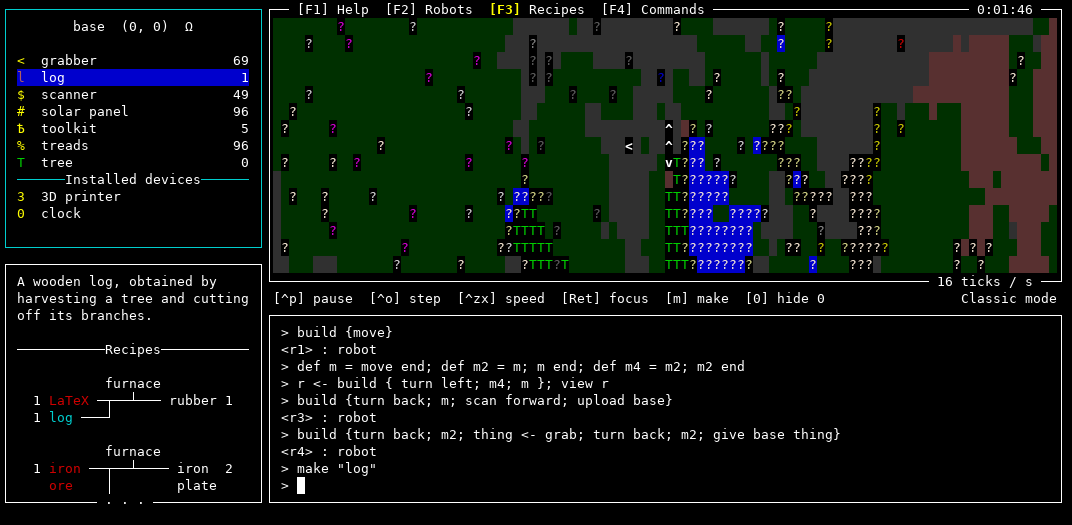 [F1] Help [F2] Robots [F3] Recipes [F4] Commands 0:01:46
base (0, 0) Ω
< grabber 69
l log 1
$ scanner 49
# solar panel 96
ѣ toolkit 5
% treads 96
T tree 0
Installed devices
3 3D printer
0 clock
A wooden log, obtained by
harvesting a tree and cutting
off its branches.
Recipes
furnace
1 LaTeX rubber 1
1 log
furnace
1 iron iron 2
ore plate
. . .
16 ticks / s
[^p] pause [^o] step [^zx] speed [Ret] focus [m] make [0] hide 0 Classic mode
> build {move}
<r1> : robot
> def m = move end; def m2 = m; m end; def m4 = m2; m2 end
> r <- build { turn left; m4; m }; view r
> build {turn back; m; scan forward; upload base}
<r3> : robot
> build {turn back; m2; thing <- grab; turn back; m2; give base thing}
<r4> : robot
> make "log"
>